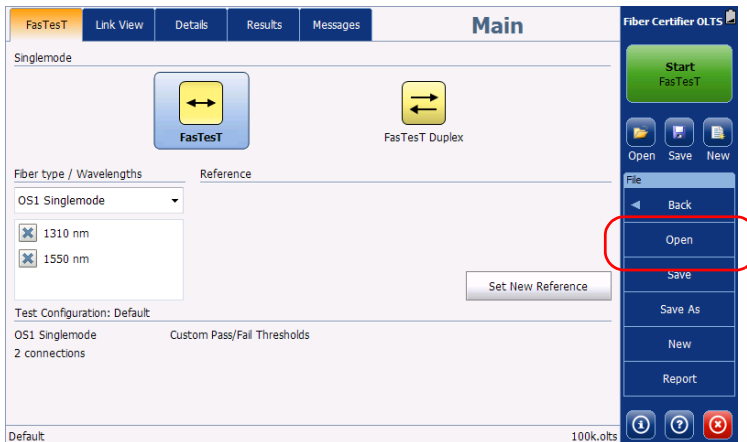 FasTesT
Link View
Details
Results
Messages
Main
Fiber Certifier OLTS
Singlemode
Start
FasTesT
FasTesT
FasTesT Duplex
Open
Save
New
Fiber type / Wavelengths
Reference
File
OS1 Singlemode
Back
1310 nm
Open
1550 nm
Save
Set New Reference
Test Configuration: Default
Save As
OS1 Singlemode
Custom Pass/Fail Thresholds
2 connections
New
Report
Default
100k.olts